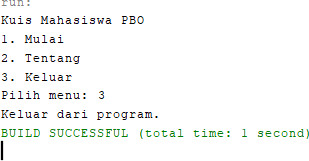 run:
Kuis Mahasiswa PBO
1. Mulai
2. Tentang
3. Keluar
Pilih menu: 3
Keluar dari program.
BUILD SUCCESSFUL (total time: 1 second)